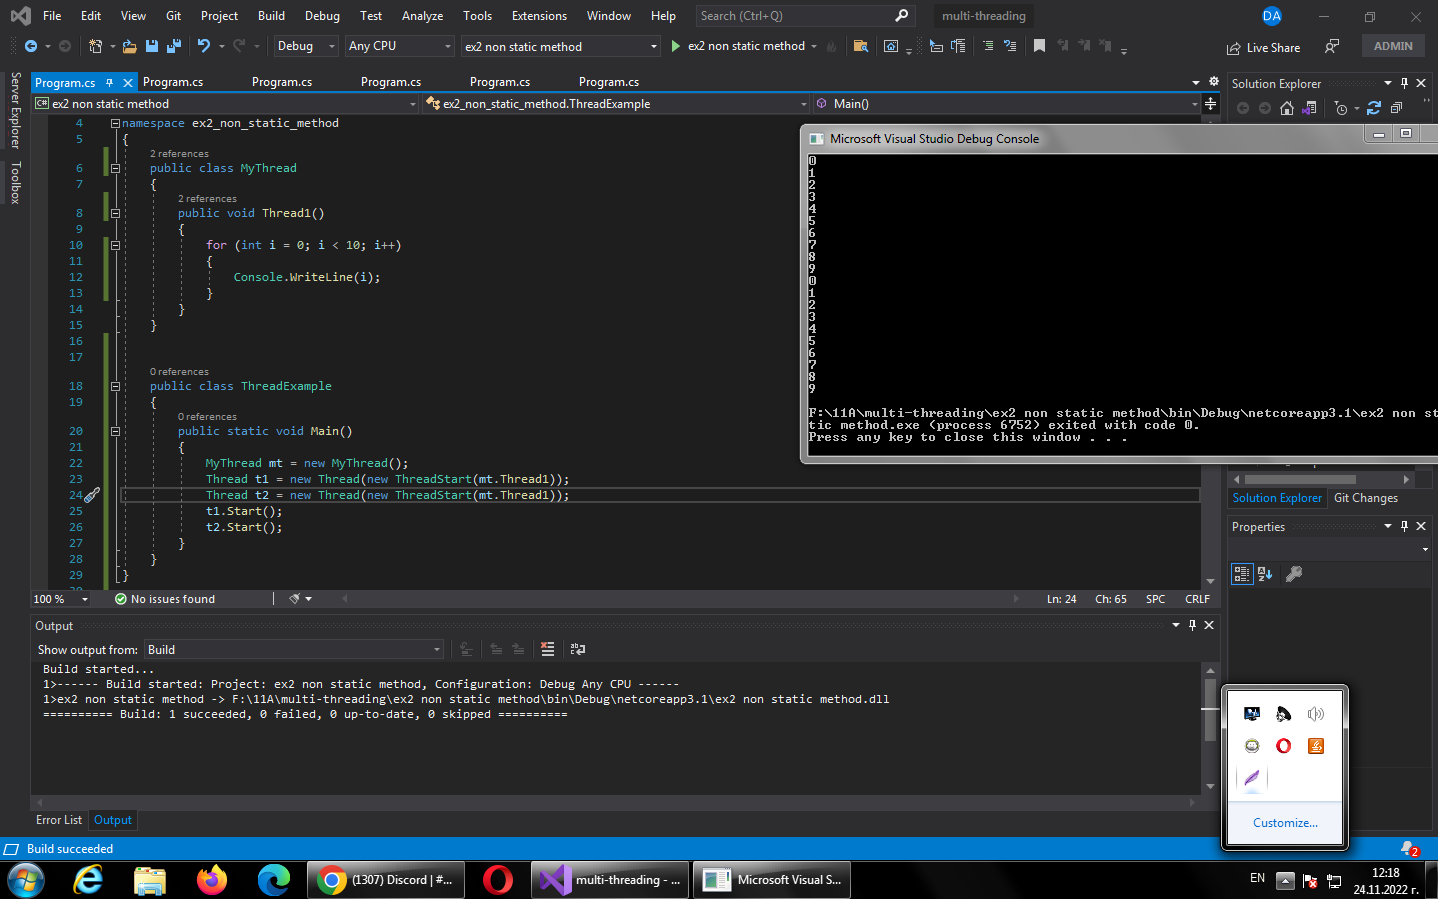 File Edit View Git Project Build Debug Test Analyze Tools Extensions Window Help Search (Ctrl+Q) multi-threading DA
Debug Any CPU ex2 non static method ex2 non static method Live Share ADMIN
Server Explorer
Toolbox
Program.cs Program.cs Program.cs Program.cs Program.cs Program.cs
ex2 non static method ex2_non_static_method.ThreadExample Main()
4 namespace ex2_non_static_method
5 {
2 references
6 public class MyThread
7 {
2 references
8 public void Thread1()
9 {
10 for (int i = 0; i < 10; i++)
11 {
12 Console.WriteLine(i);
13 }
14 }
15 }
16
17
0 references
18 public class ThreadExample
19 {
0 references
20 public static void Main()
21 {
22 MyThread mt = new MyThread();
23 Thread t1 = new Thread(new ThreadStart(mt.Thread1));
24 Thread t2 = new Thread(new ThreadStart(mt.Thread1));
25 t1.Start();
26 t2.Start();
27 }
28 }
29 }
100 % No issues found Ln: 24 Ch: 65 SPC CRLF
Microsoft Visual Studio Debug Console
0
1
2
3
4
5
6
7
8
9
0
1
2
3
4
5
6
7
8
9
F:\11A\multi-threading\ex2 non static method\bin\Debug\netcoreapp3.1\ex2 non st
tic method.exe (process 6752) exited with code 0.
Press any key to close this window . . .
Solution Explorer
Solution Explorer Git Changes
Properties
Output
Show output from: Build
Build started...
1>------ Build started: Project: ex2 non static method, Configuration: Debug Any CPU ------
1>ex2 non static method -> F:\11A\multi-threading\ex2 non static method\bin\Debug\netcoreapp3.1\ex2 non static method.dll
========== Build: 1 succeeded, 0 failed, 0 up-to-date, 0 skipped ==========
Error List Output
Customize...
Build succeeded 2
(1307) Discord | #... multi-threading - ... Microsoft Visual S... EN 12:18
24.11.2022 г.